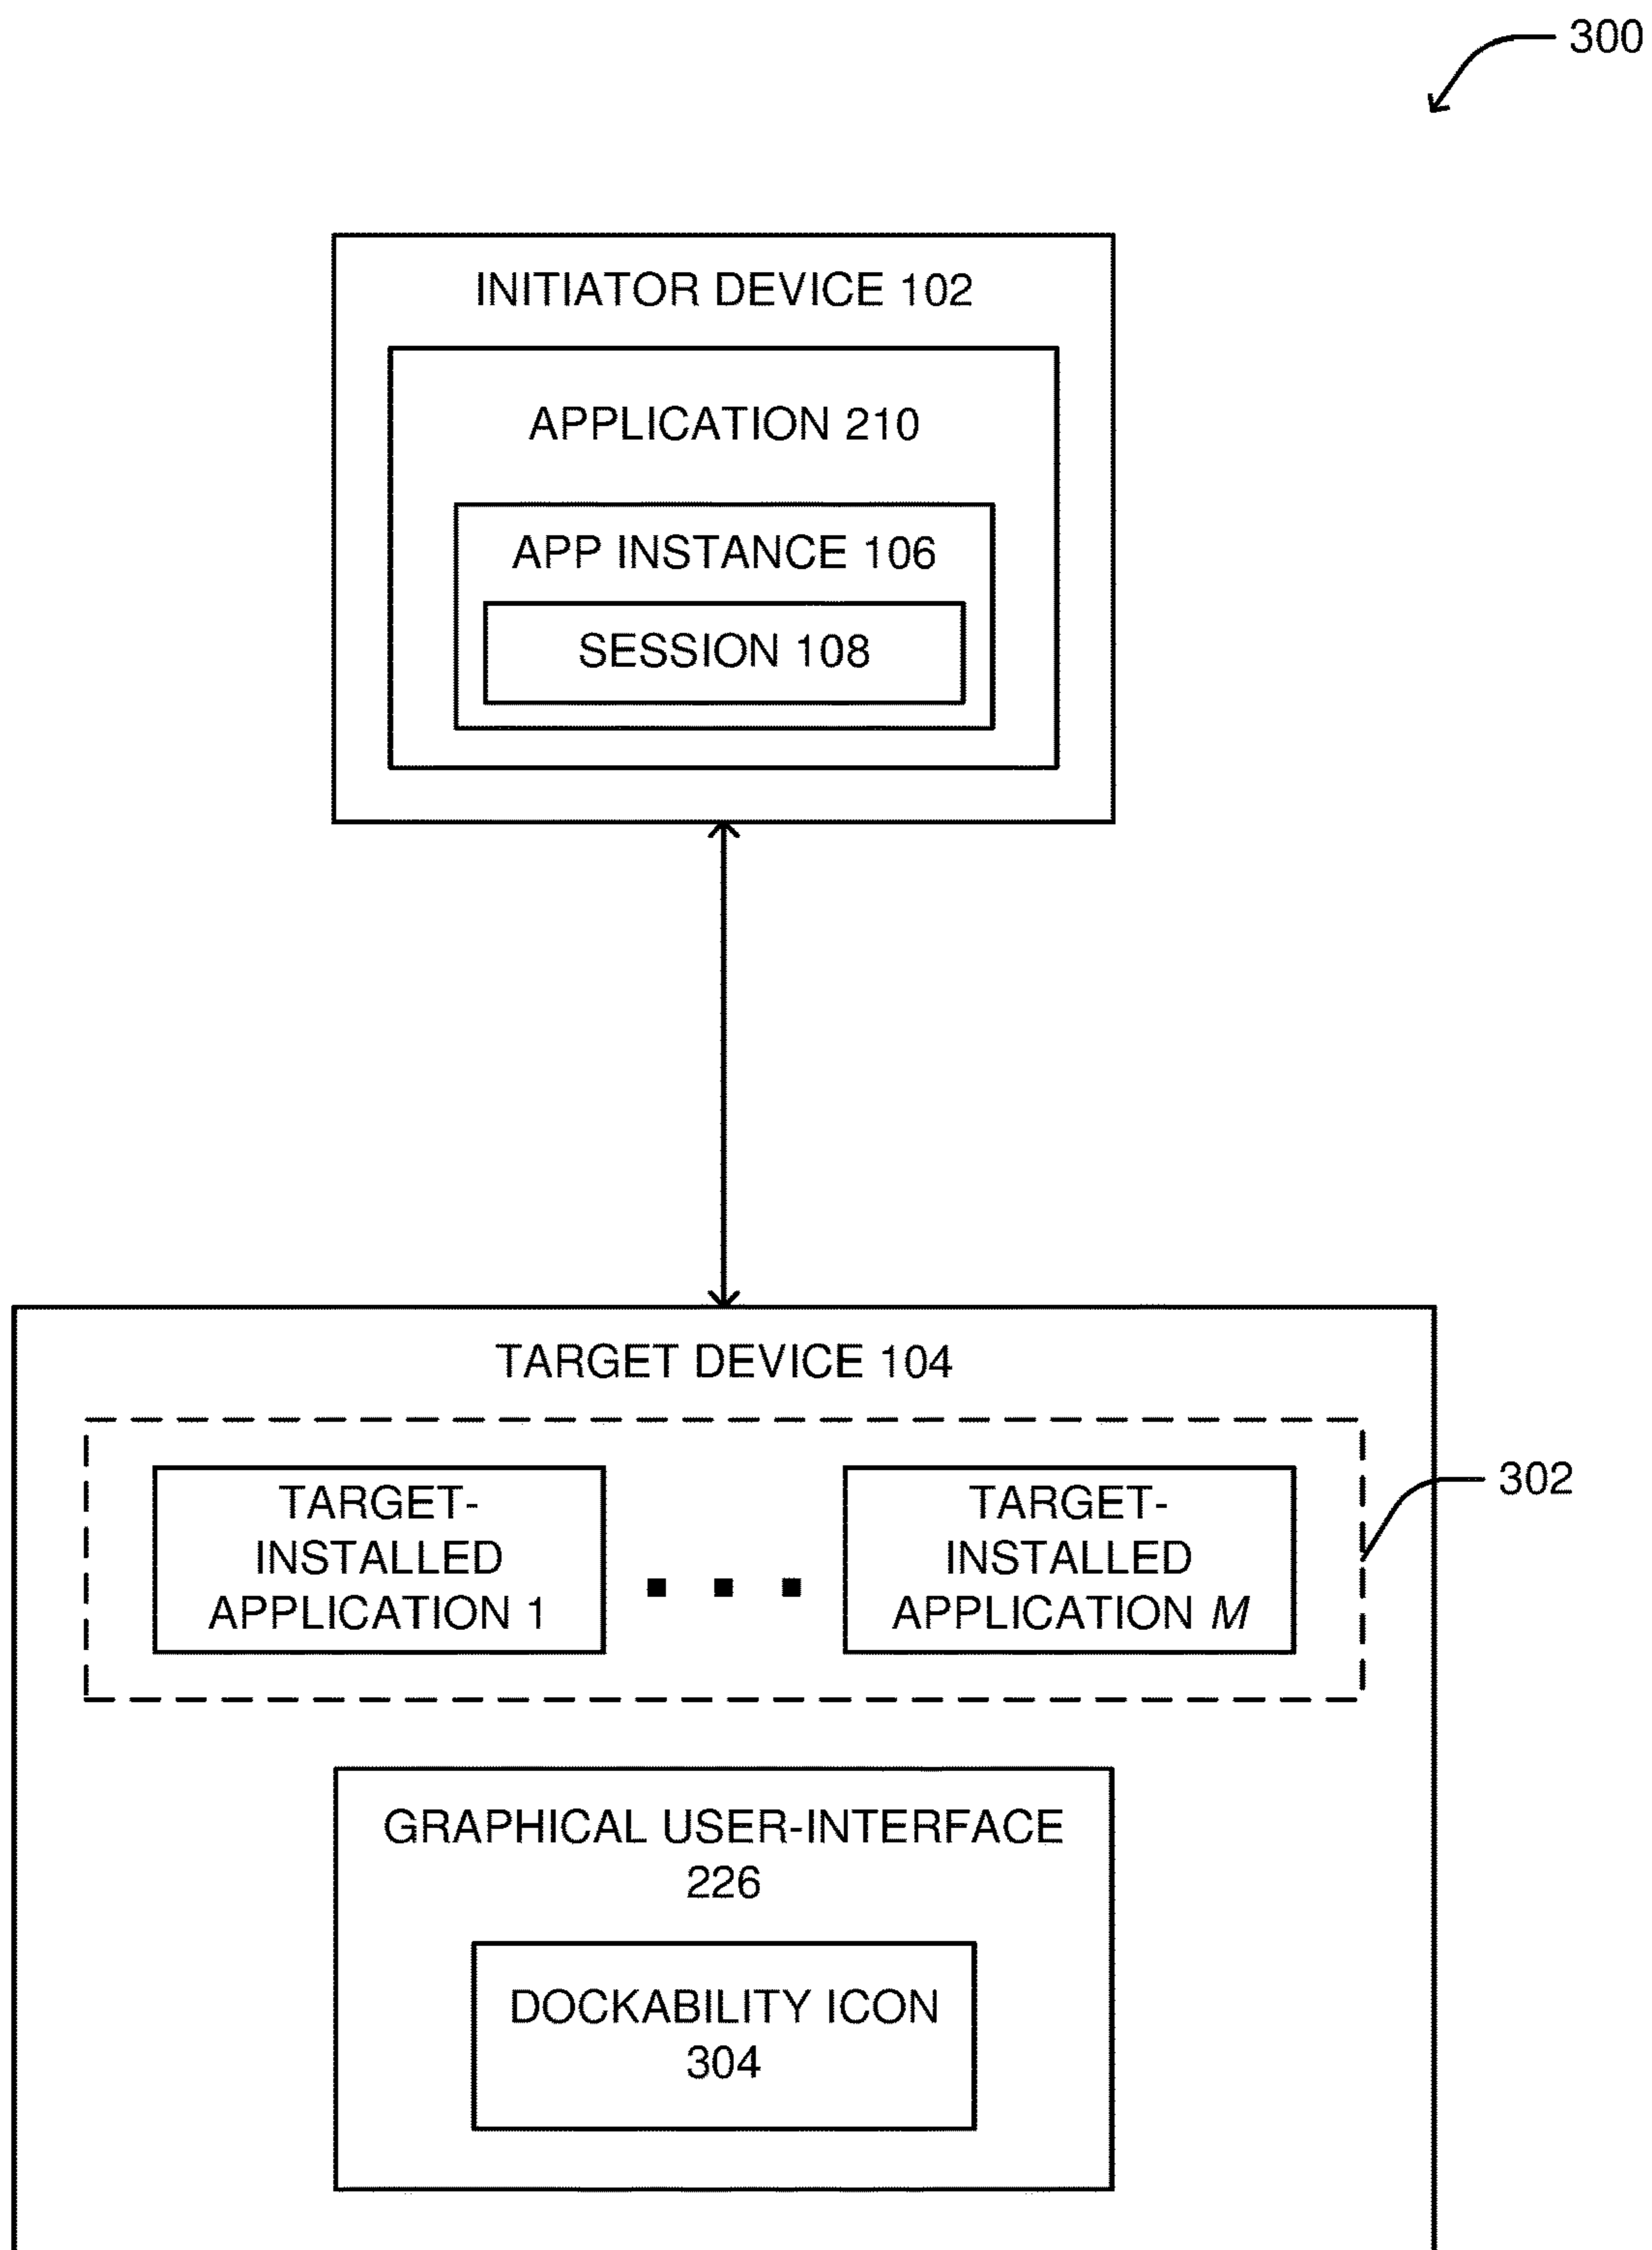 300
INITIATOR DEVICE 102
APPLICATION 210
APP INSTANCE 106
SESSION 108
TARGET DEVICE 104
TARGET-
INSTALLED
APPLICATION 1
TARGET-
INSTALLED
APPLICATION M
302
GRAPHICAL USER-INTERFACE
226
DOCKABILITY ICON
304